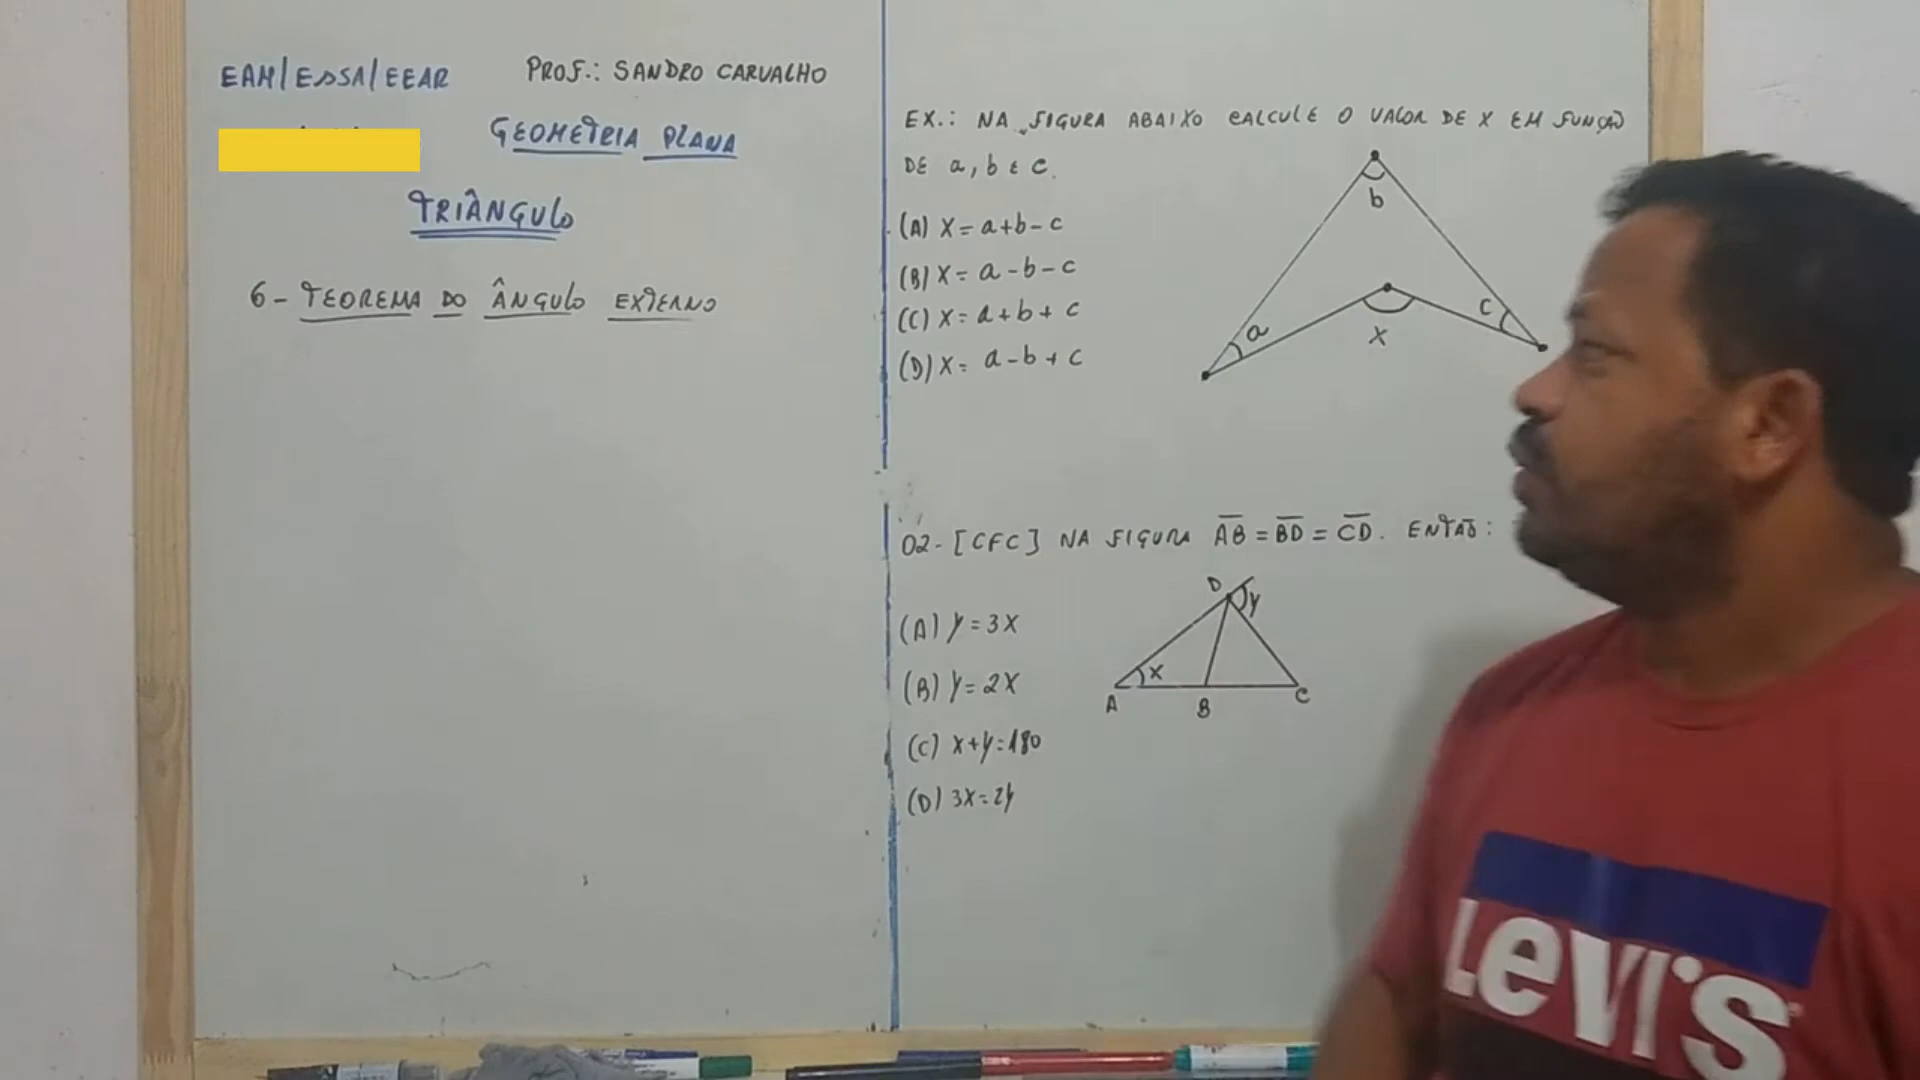 EAM/ESSA/EEAR PROF.: SANDRO CARVALHO
GEOMETRIA PLANA
TRIÂNGULO
6 - TEOREMA DO ÂNGULO EXTERNO
EX.: NA FIGURA ABAIXO CALCULE O VALOR DE X EM FUNÇÃO
DE a, b E c.
(A) X = a + b - c
(B) X = a - b - c
(C) X = a + b + c
(D) X = a - b + c
b
a
c
X
02 - [CFC] NA FIGURA AB = BD = CD. ENTÃO:
(A) y = 3X
(B) y = 2X
(C) X + y = 180
(D) 3X = 2y
D
y
X
A
B
C
LEVI'S